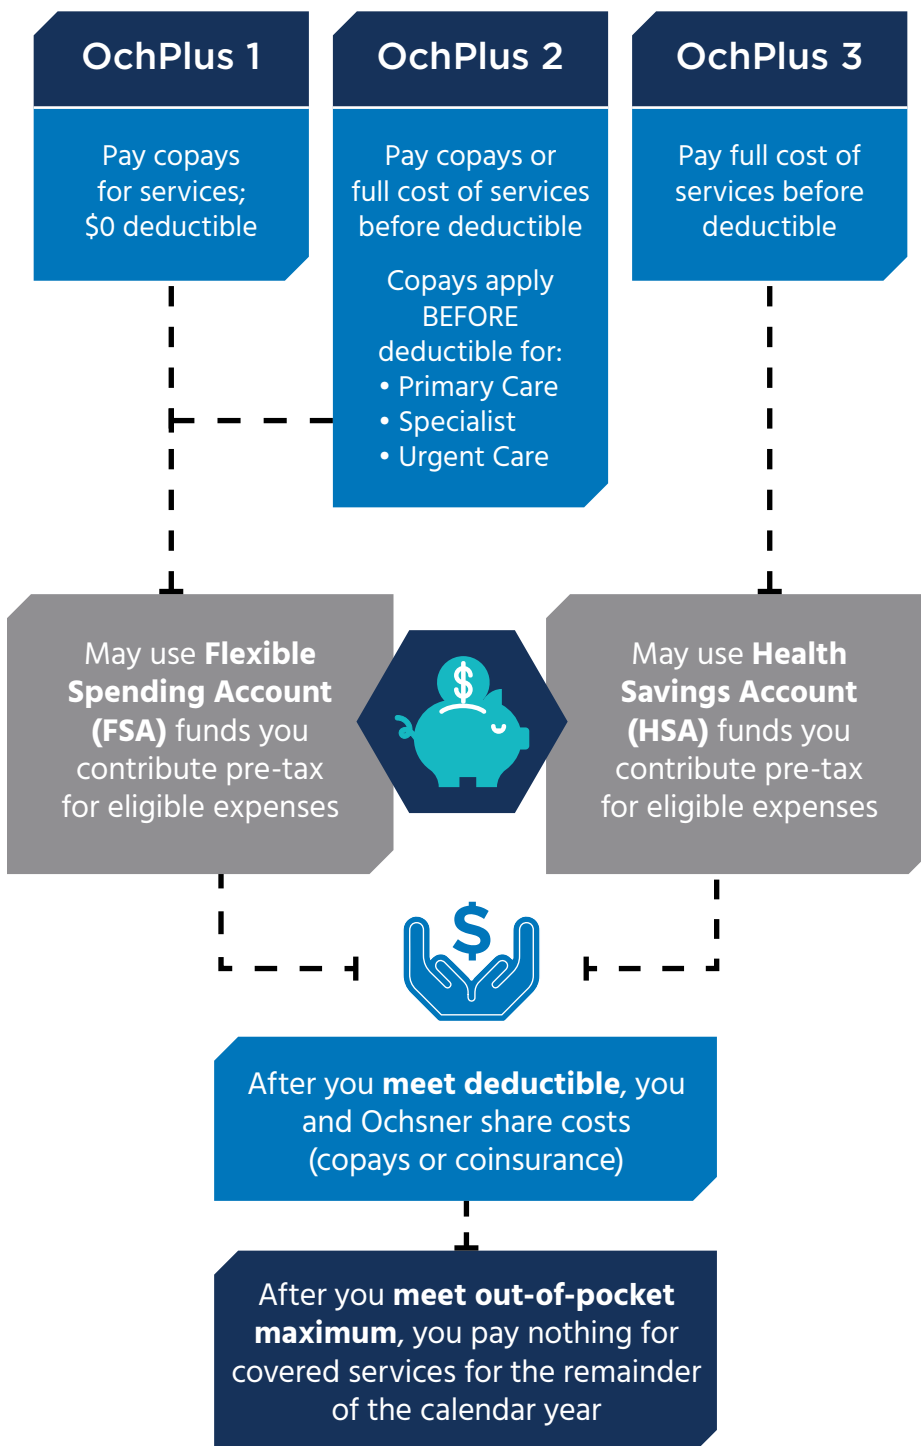 OchPlus 1
Pay copays
for services;
$0 deductible
OchPlus 2
Pay copays or
full cost of services
before deductible
Copays apply
BEFORE
deductible for:
• Primary Care
• Specialist
• Urgent Care
OchPlus 3
Pay full cost of
services before
deductible
May use Flexible
Spending Account
(FSA) funds you
contribute pre-tax
for eligible expenses
$
May use Health
Savings Account
(HSA) funds you
contribute pre-tax
for eligible expenses
$
After you meet deductible, you
and Ochsner share costs
(copays or coinsurance)
After you meet out-of-pocket
maximum, you pay nothing for
covered services for the remainder
of the calendar year